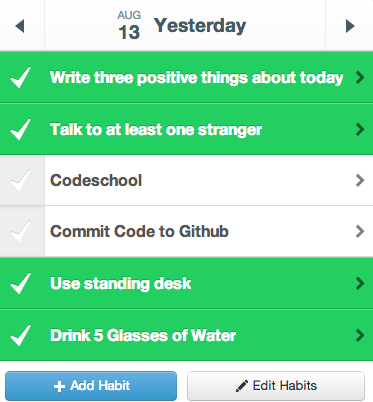 AUG
13
Yesterday
Write three positive things about today
Talk to at least one stranger
Codeschool
Commit Code to Github
Use standing desk
Drink 5 Glasses of Water
Add Habit
Edit Habits